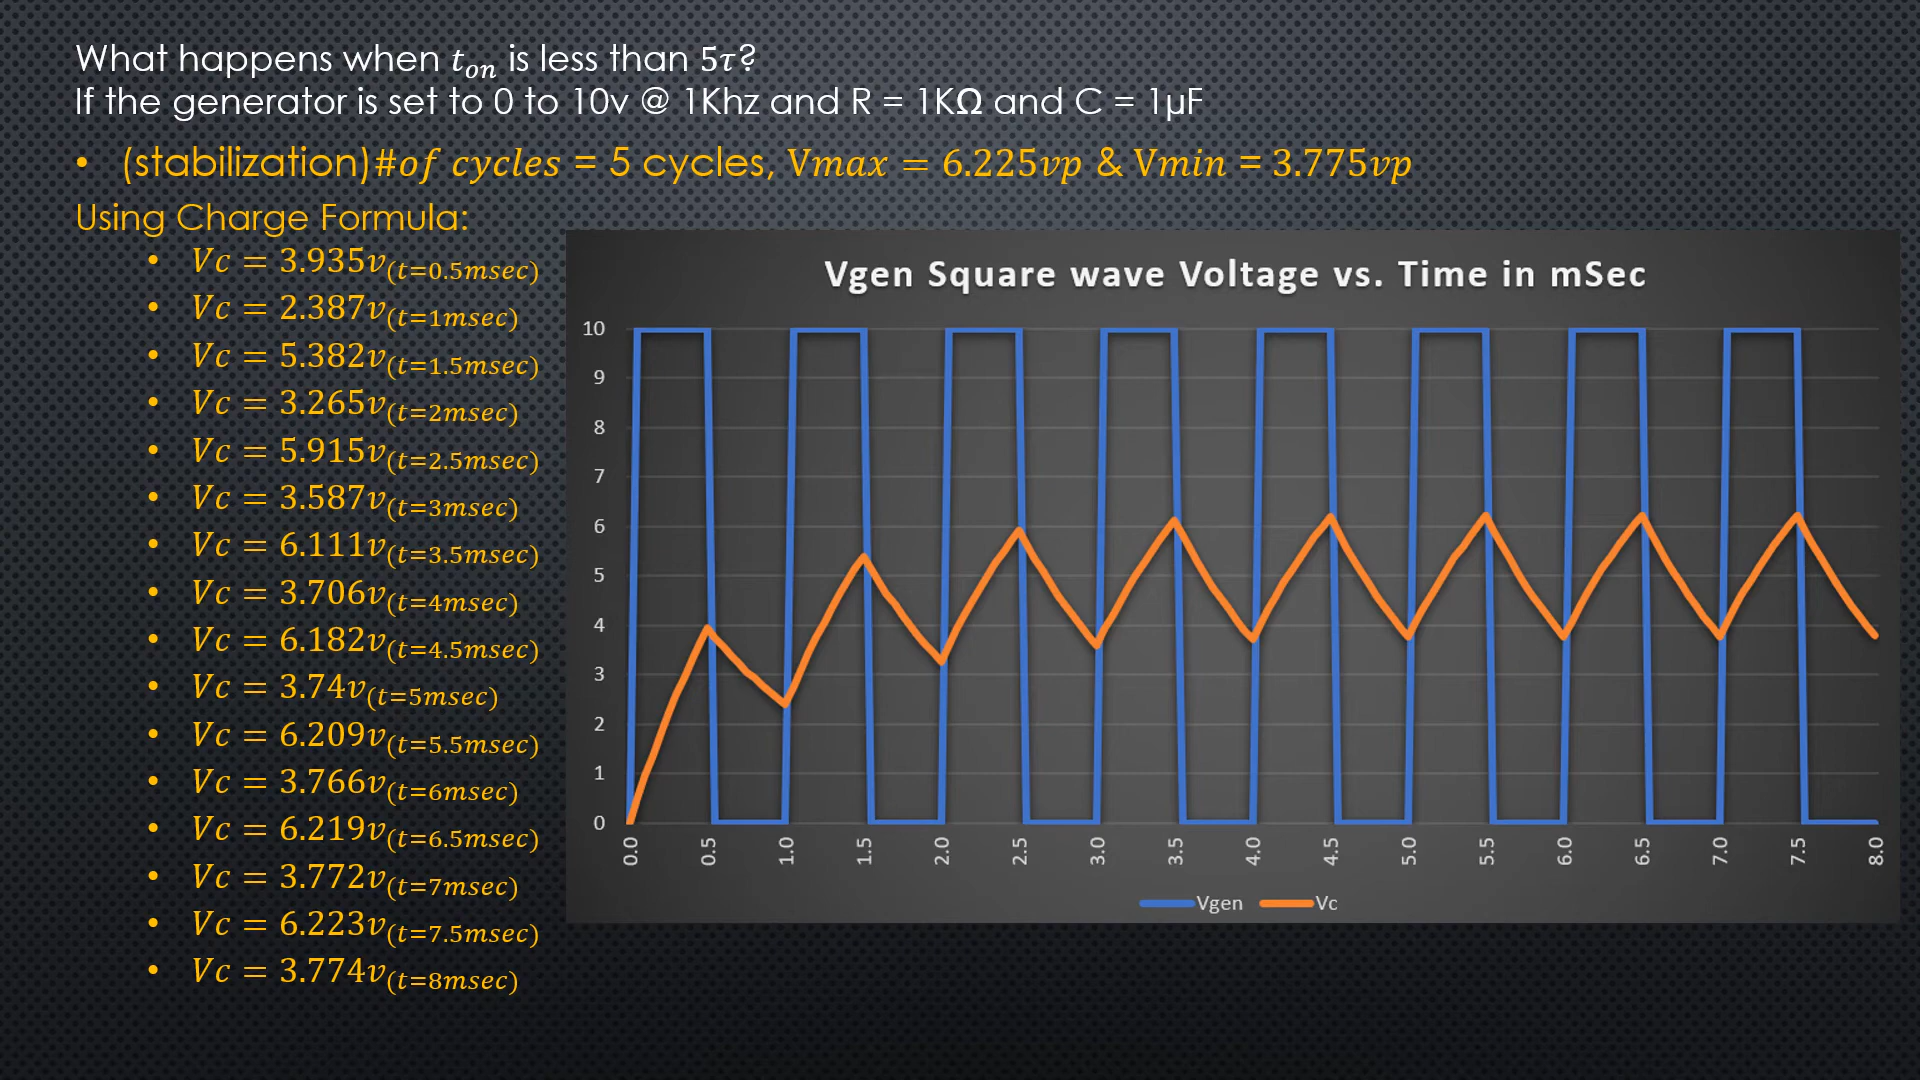 What happens when t_on is less than 5τ?
If the generator is set to 0 to 10v @ 1Khz and R = 1KΩ and C = 1µF
• (stabilization)#of cycles = 5 cycles, Vmax = 6.225vp & Vmin = 3.775vp
Using Charge Formula:
• Vc = 3.935v(t=0.5msec)
• Vc = 2.387v(t=1msec)
• Vc = 5.382v(t=1.5msec)
• Vc = 3.265v(t=2msec)
• Vc = 5.915v(t=2.5msec)
• Vc = 3.587v(t=3msec)
• Vc = 6.111v(t=3.5msec)
• Vc = 3.706v(t=4msec)
• Vc = 6.182v(t=4.5msec)
• Vc = 3.74v(t=5msec)
• Vc = 6.209v(t=5.5msec)
• Vc = 3.766v(t=6msec)
• Vc = 6.219v(t=6.5msec)
• Vc = 3.772v(t=7msec)
• Vc = 6.223v(t=7.5msec)
• Vc = 3.774v(t=8msec)
Vgen Square wave Voltage vs. Time in mSec
10
9
8
7
6
5
4
3
2
1
0
0.0 0.5 1.0 1.5 2.0 2.5 3.0 3.5 4.0 4.5 5.0 5.5 6.0 6.5 7.0 7.5 8.0
Vgen Vc